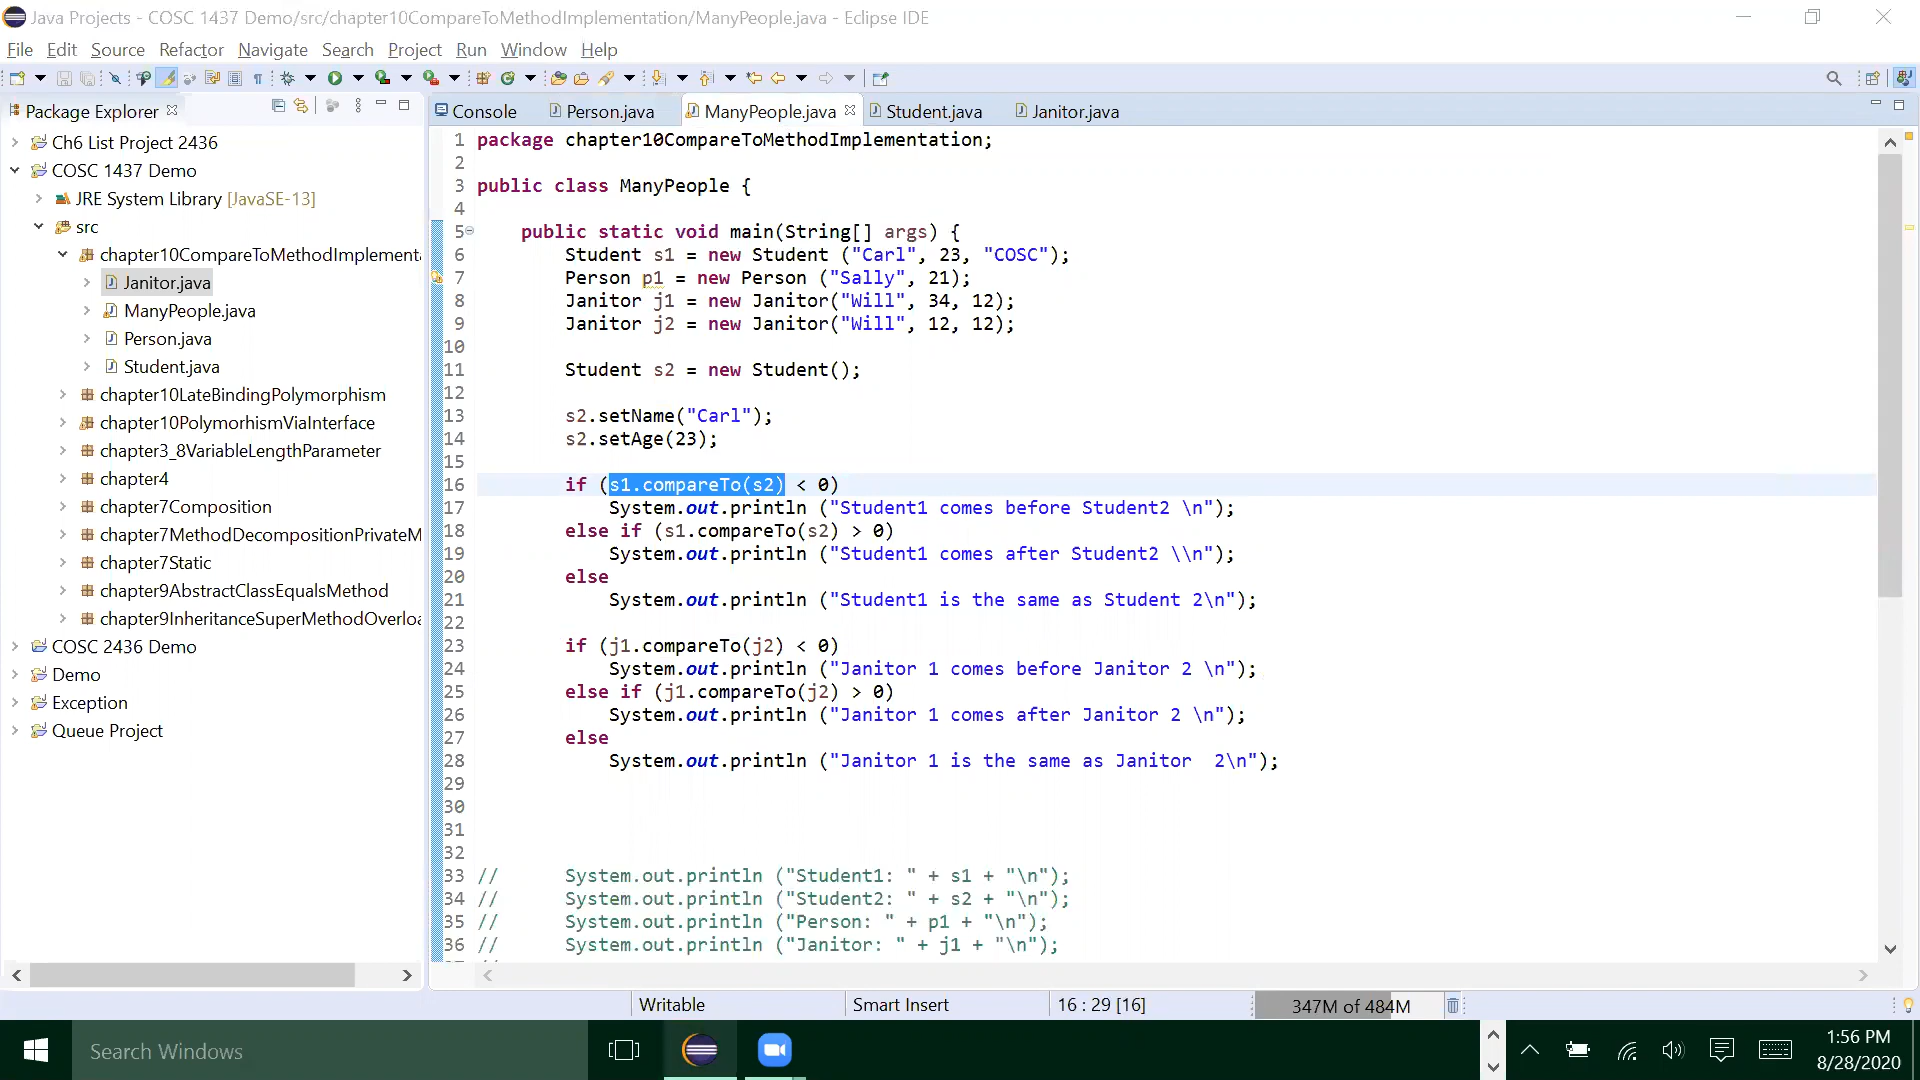 Java Projects - COSC 1437 Demo/src/chapter10CompareToMethodImplementation/ManyPeople.java - Eclipse IDE
File Edit Source Refactor Navigate Search Project Run Window Help
Package Explorer
Ch6 List Project 2436
COSC 1437 Demo
JRE System Library [JavaSE-13]
src
chapter10CompareToMethodImplementa
Janitor.java
ManyPeople.java
Person.java
Student.java
chapter10LateBindingPolymorphism
chapter10PolymorhismViaInterface
chapter3_8VariableLengthParameter
chapter4
chapter7Composition
chapter7MethodDecompositionPrivateM
chapter7Static
chapter9AbstractClassEqualsMethod
chapter9InheritanceSuperMethodOverloa
COSC 2436 Demo
Demo
Exception
Queue Project
Console Person.java ManyPeople.java Student.java Janitor.java
1 package chapter10CompareToMethodImplementation;
2
3 public class ManyPeople {
4
5 public static void main(String[] args) {
6 Student s1 = new Student ("Carl", 23, "COSC");
7 Person p1 = new Person ("Sally", 21);
8 Janitor j1 = new Janitor("Will", 34, 12);
9 Janitor j2 = new Janitor("Will", 12, 12);
10
11 Student s2 = new Student();
12
13 s2.setName("Carl");
14 s2.setAge(23);
15
16 if (s1.compareTo(s2) < 0)
17 System.out.println ("Student1 comes before Student2 \n");
18 else if (s1.compareTo(s2) > 0)
19 System.out.println ("Student1 comes after Student2 \\n");
20 else
21 System.out.println ("Student1 is the same as Student 2\n");
22
23 if (j1.compareTo(j2) < 0)
24 System.out.println ("Janitor 1 comes before Janitor 2 \n");
25 else if (j1.compareTo(j2) > 0)
26 System.out.println ("Janitor 1 comes after Janitor 2 \n");
27 else
28 System.out.println ("Janitor 1 is the same as Janitor  2\n");
29
30
31
32
33 // System.out.println ("Student1: " + s1 + "\n");
34 // System.out.println ("Student2: " + s2 + "\n");
35 // System.out.println ("Person: " + p1 + "\n");
36 // System.out.println ("Janitor: " + j1 + "\n");
Writable Smart Insert 16 : 29 [16] 347M of 484M
Search Windows
1:56 PM
8/28/2020